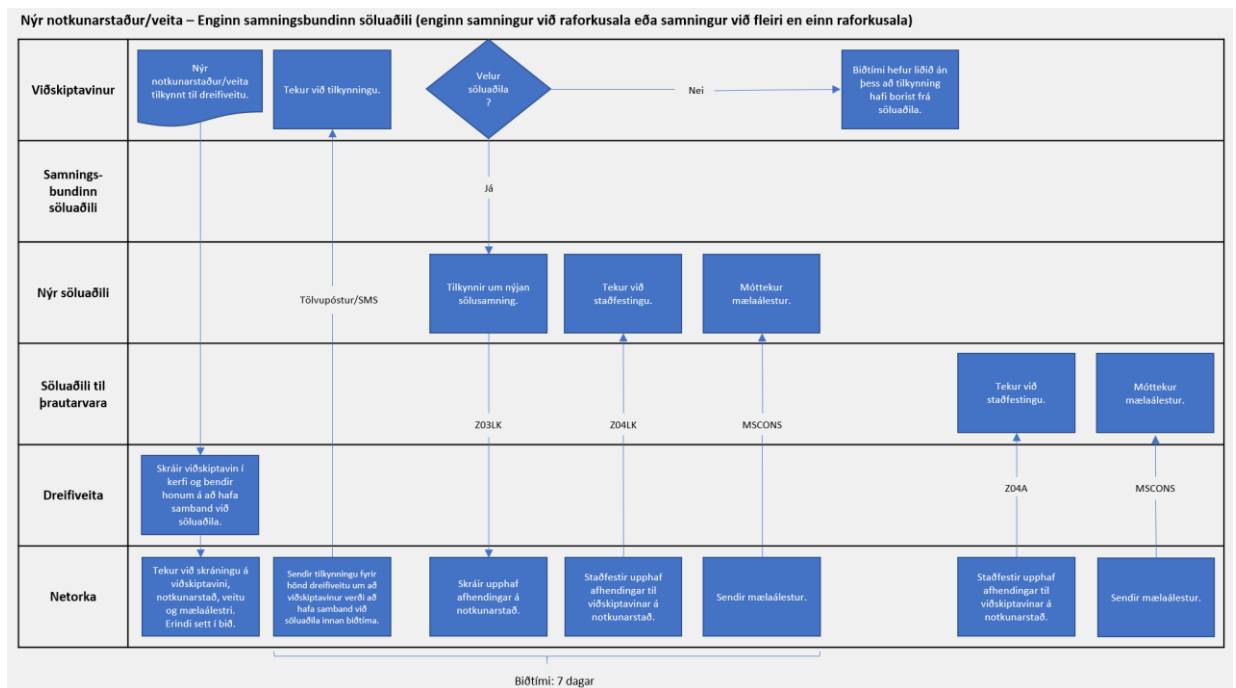 Nýr notkunarstaður/veita – Enginn samningsbundinn söluaðili (enginn samningur við raforkusala eða samningur við fleiri en einn raforkusala)
Viðskiptavinur
Nýr
notkunarstaður/veita
tilkynnt til dreifiveitu.
Tekur við tilkynningu.
Velur
söluaðila
?
Nei
Biðtími hefur liðið án
þess að tilkynning
hafi borist frá
söluaðila.
Samnings-
bundinn
söluaðili
Já
Nýr söluaðili
Tölvupóstur/SMS
Tilkynnir um nýjan
sölusamning.
Tekur við
staðfestingu.
Móttekur
mælaálestur.
Söluaðili til
þrautarvara
Z03LK
Z04LK
MSCONS
Tekur við
staðfestingu.
Móttekur
mælaálestur.
Dreifiveita
Skráir viðskiptavin í
kerfi og bendir
honum á að hafa
samband við
söluaðila.
Z04A
MSCONS
Netorka
Tekur við skráningu á
viðskiptavini,
notkunarstað, veitu
og mælaálestri.
Erindi sett í bið.
Sendir tilkynningu fyrir
hönd dreifiveitu um að
viðskiptavinur verði að
hafa samband við
söluaðila innan biðtíma.
Skráir upphaf
afhendingar á
notkunarstað.
Staðfestir upphaf
afhendingar til
viðskiptavinar á
notkunarstað.
Sendir mælaálestur.
Staðfestir upphaf
afhendingar til
viðskiptavinar á
notkunarstað.
Sendir mælaálestur.
Biðtími: 7 dagar